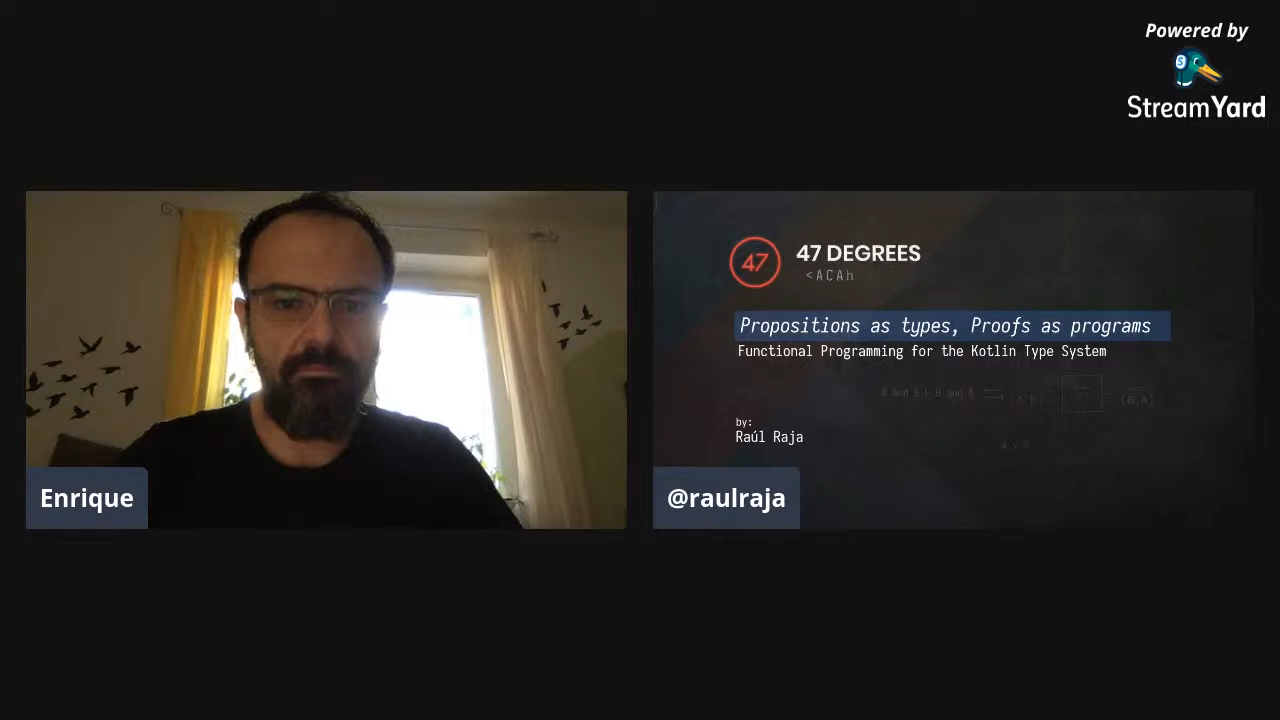 Powered by
StreamYard
47
47 DEGREES
Propositions as types, Proofs as programs
Functional Programming for the Kotlin Type System
by:
Raúl Raja
Enrique
@raulraja